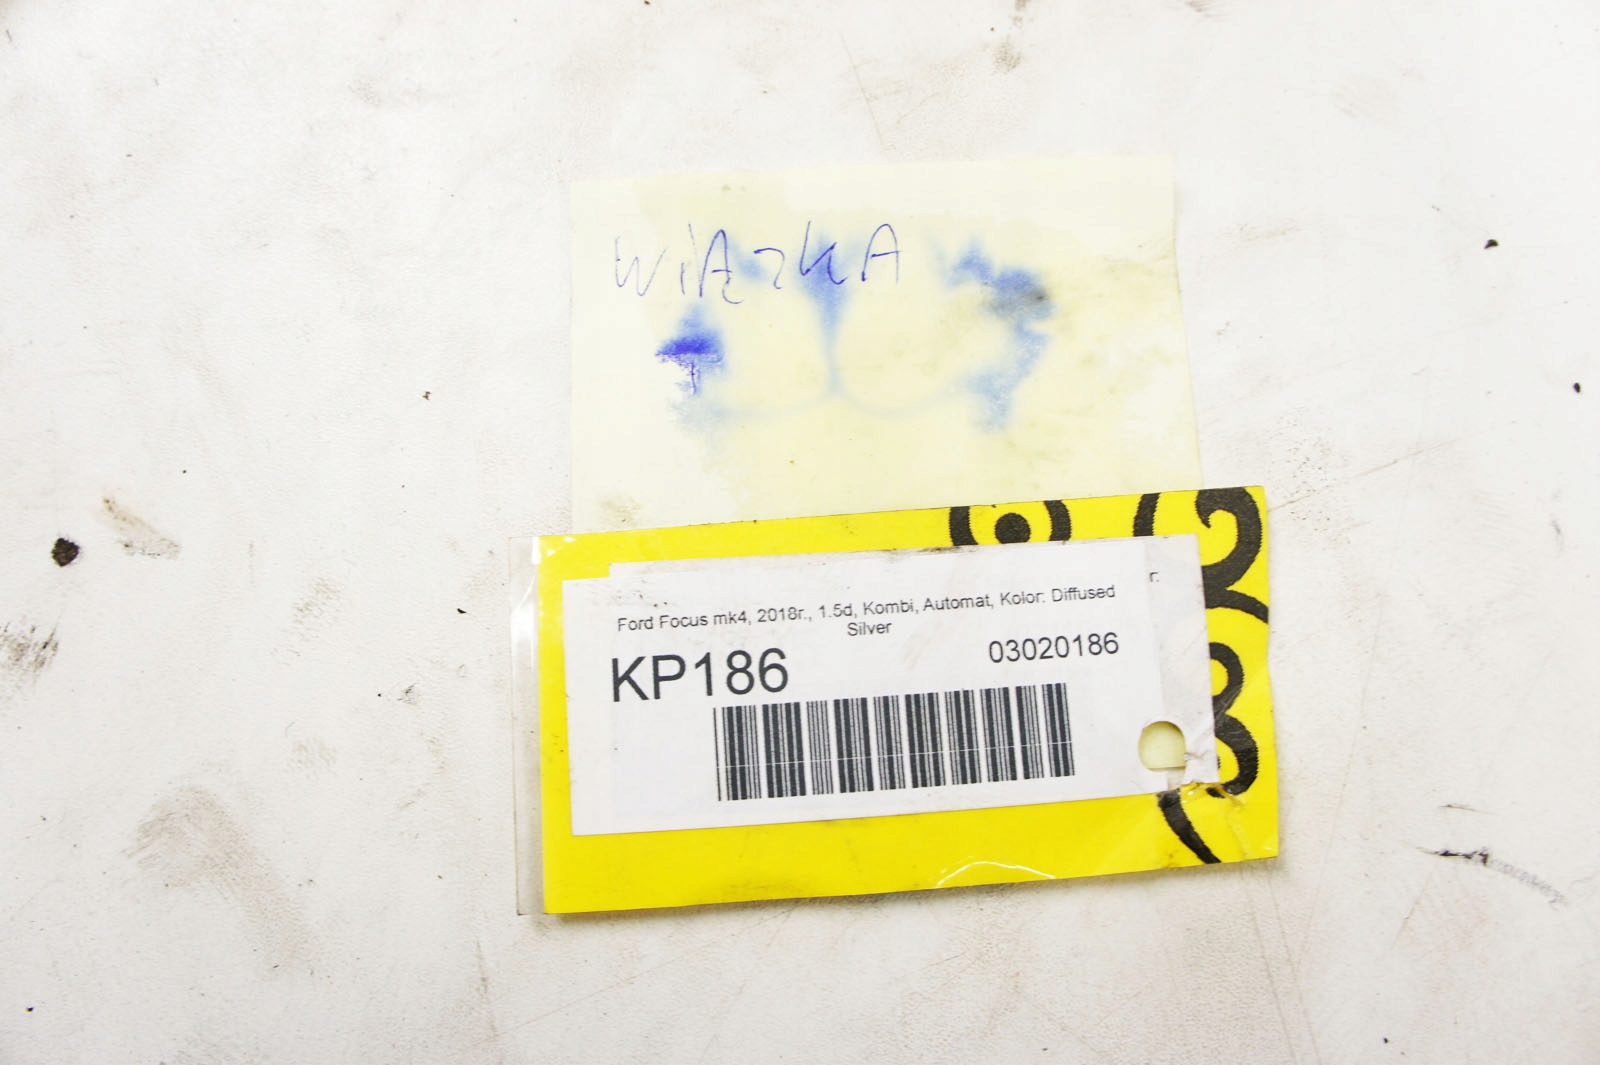 WIĄZKA
Ford Focus mk4, 2018r., 1.5d, Kombi, Automat, Kolor: Diffused
Silver
r.
KP186
03020186